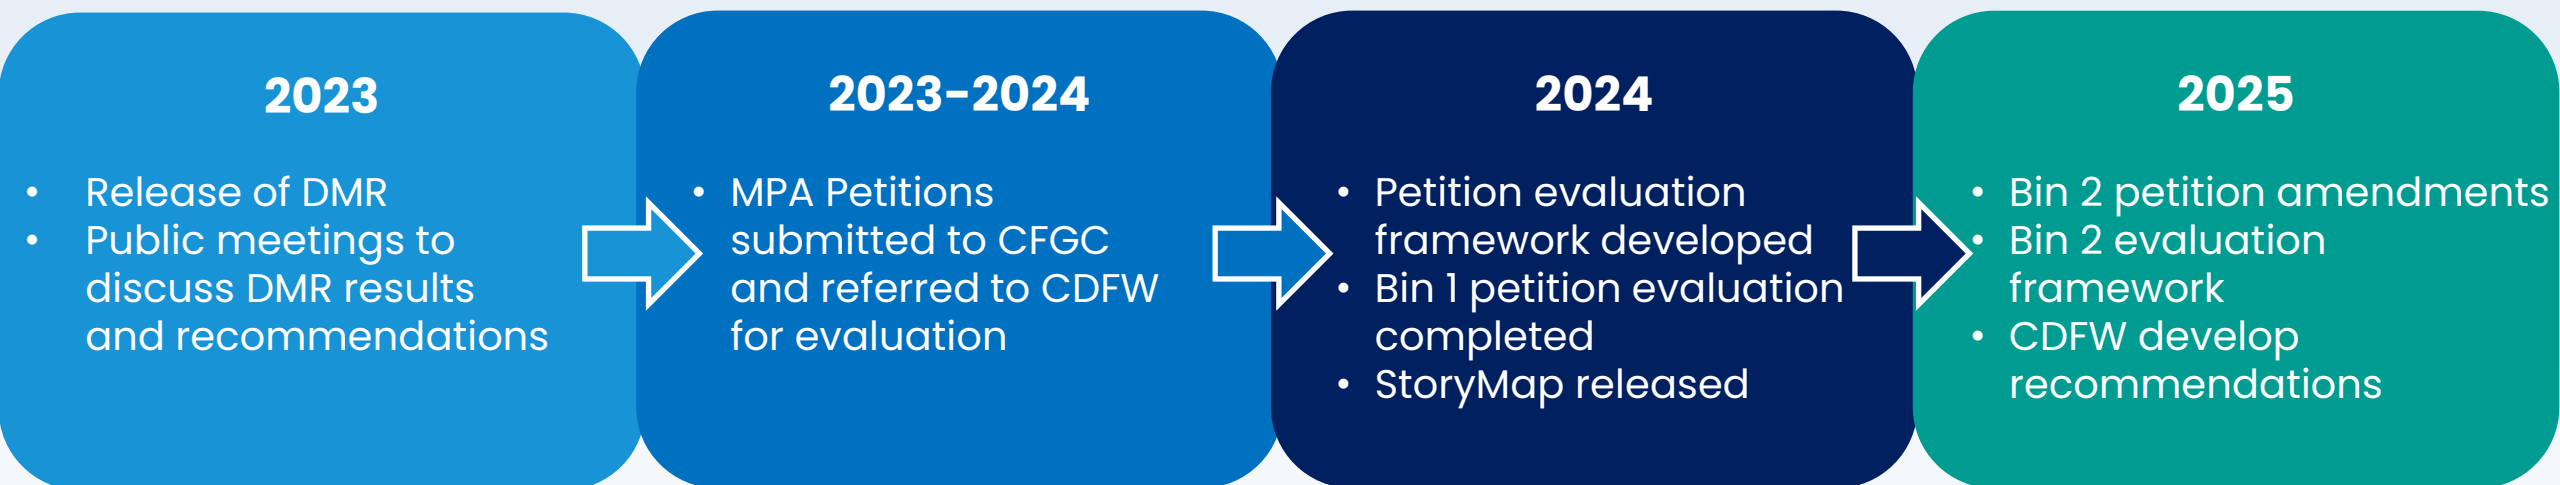 2023
• Release of DMR
• Public meetings to
discuss DMR results
and recommendations
2023-2024
• MPA Petitions
submitted to CFGC
and referred to CDFW
for evaluation
2024
• Petition evaluation
framework developed
• Bin 1 petition evaluation
completed
• StoryMap released
2025
• Bin 2 petition amendments
• Bin 2 evaluation
framework
• CDFW develop
recommendations